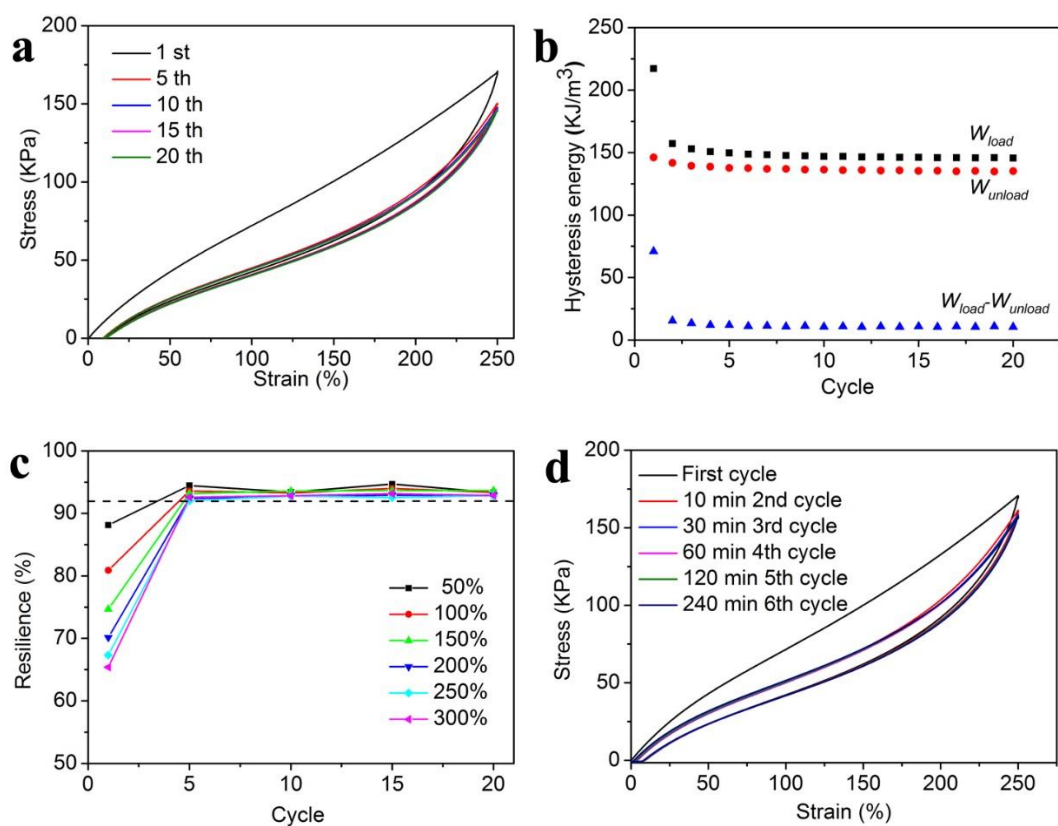 a
200
150
100
50
0
Stress (KPa)
1 st
5 th
10 th
15 th
20 th
0 50 100 150 200 250
Strain (%)
b
250
200
150
100
50
0
Hysteresis energy (KJ/m³)
Wload
Wunload
Wload-Wunload
0 5 10 15 20
Cycle
c
100
90
80
70
60
50
Resilience (%)
50%
100%
150%
200%
250%
300%
0 5 10 15 20
Cycle
d
200
150
100
50
0
Stress (KPa)
First cycle
10 min 2nd cycle
30 min 3rd cycle
60 min 4th cycle
120 min 5th cycle
240 min 6th cycle
0 50 100 150 200 250
Strain (%)